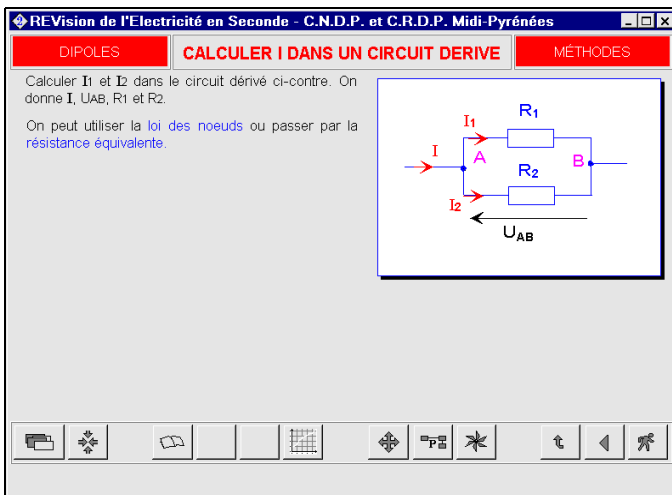 REVision de l'Electricité en Seconde - C.N.D.P. et C.R.D.P. Midi-Pyrénées
DIPOLES
CALCULER I DANS UN CIRCUIT DERIVE
MÉTHODES
Calculer I1 et I2 dans le circuit dérivé ci-contre. On
donne I, UAB, R1 et R2.
On peut utiliser la loi des noeuds ou passer par la
résistance équivalente.
R1
I1
I
A
B
R2
I2
UAB
P